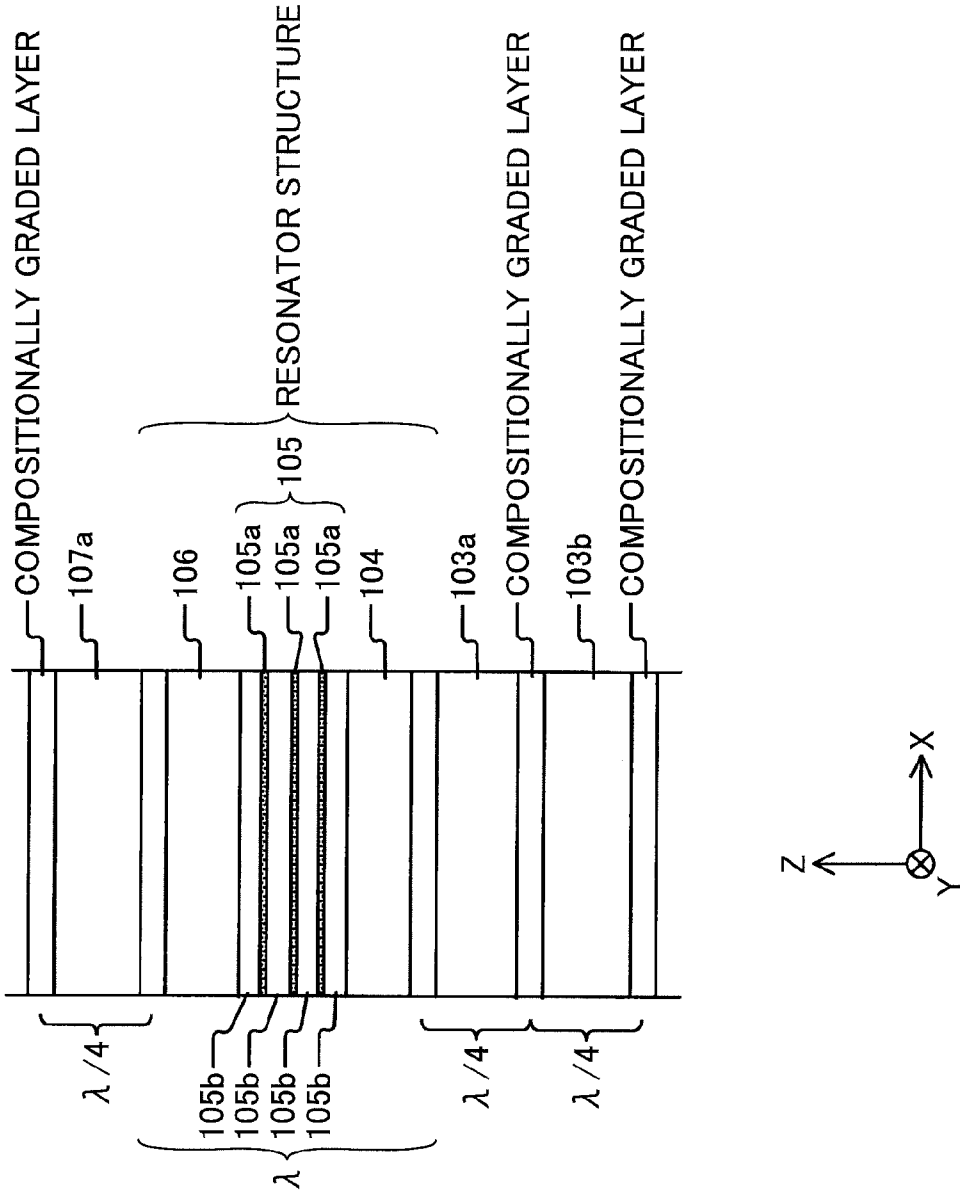 COMPOSITIONALLY GRADED LAYER
107a
λ/4
106
105a
105a
105a
105
RESONATOR STRUCTURE
105b
105b
105b
105b
λ
104
103a
λ/4
COMPOSITIONALLY GRADED LAYER
103b
λ/4
COMPOSITIONALLY GRADED LAYER
Z
X
Y